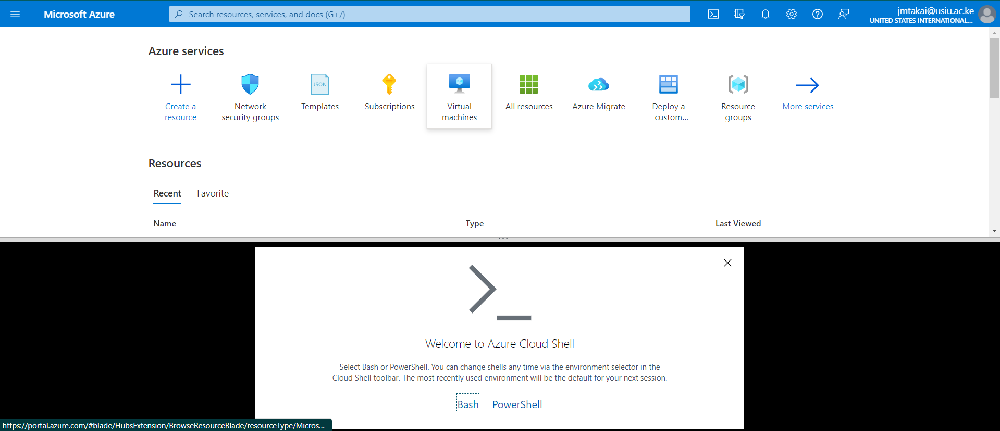 Microsoft Azure
Search resources, services, and docs (G+/)
jmtakai@usiu.ac.ke
UNITED STATES INTERNATIONAL...
Azure services
Create a
resource
Network
security groups
JSON
Templates
Subscriptions
Virtual
machines
All resources
Azure Migrate
Deploy a
custom...
Resource
groups
More services
Resources
Recent
Favorite
Name
Type
Last Viewed
Welcome to Azure Cloud Shell
Select Bash or PowerShell. You can change shells any time via the environment selector in the
Cloud Shell toolbar. The most recently used environment will be the default for your next session.
Bash
PowerShell
https://portal.azure.com/#blade/HubsExtension/BrowseResourceBlade/resourceType/Micros...